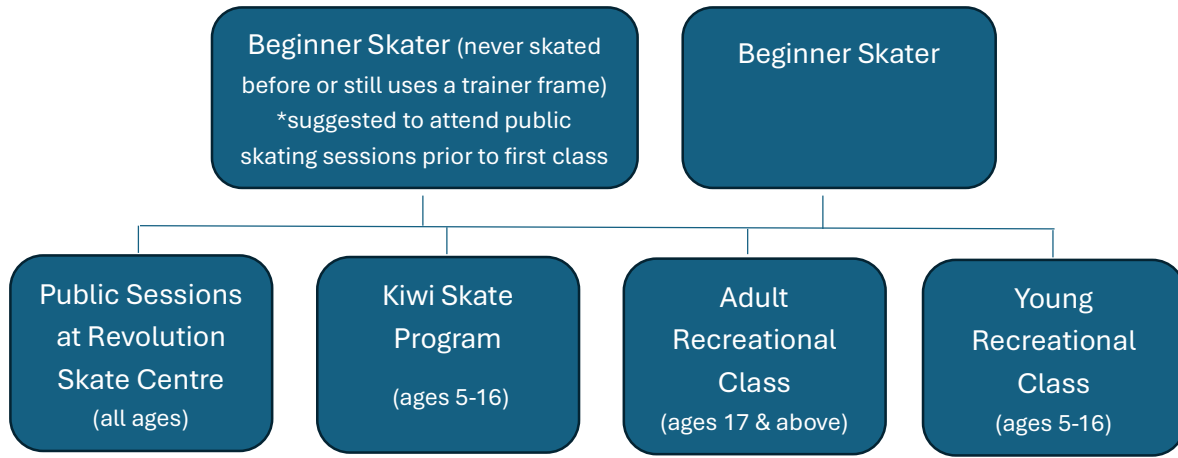 Beginner Skater (never skated
before or still uses a trainer frame)
*suggested to attend public
skating sessions prior to first class
Beginner Skater
Public Sessions
at Revolution
Skate Centre
(all ages)
Kiwi Skate
Program
(ages 5-16)
Adult
Recreational
Class
(ages 17 & above)
Young
Recreational
Class
(ages 5-16)